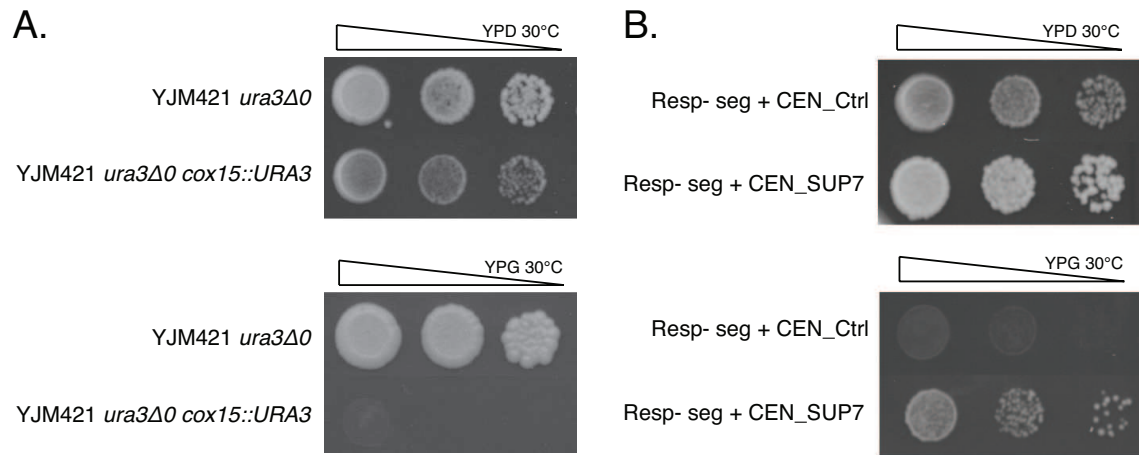 A.
YPD 30°C
YJM421 ura3Δ0
YJM421 ura3Δ0 cox15::URA3
YPG 30°C
YJM421 ura3Δ0
YJM421 ura3Δ0 cox15::URA3
B.
YPD 30°C
Resp- seg + CEN_Ctrl
Resp- seg + CEN_SUP7
YPG 30°C
Resp- seg + CEN_Ctrl
Resp- seg + CEN_SUP7